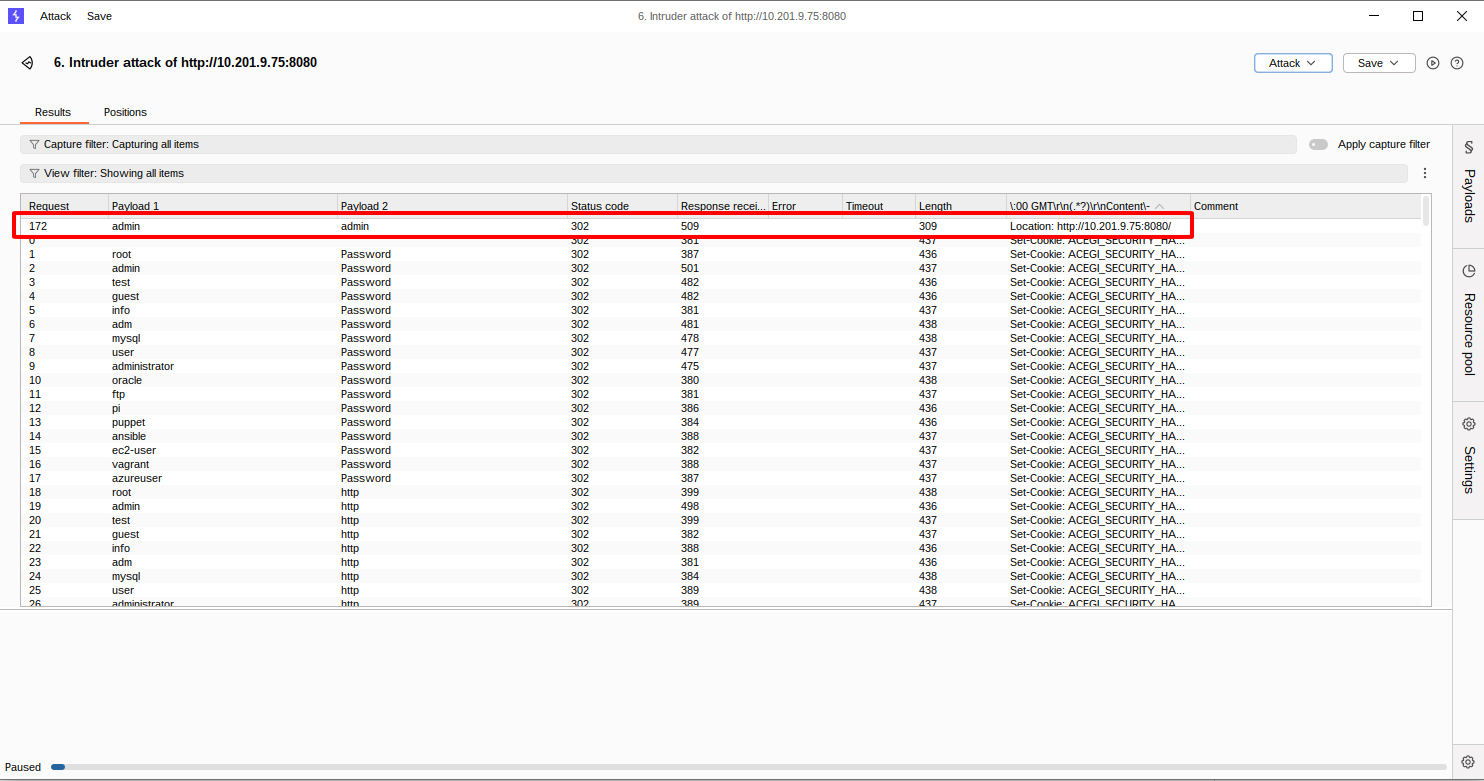 Attack Save 6. Intruder attack of http://10.201.9.75:8080
6. Intruder attack of http://10.201.9.75:8080 Attack Save
Results Positions
Capture filter: Capturing all items Apply capture filter
View filter: Showing all items
Request Payload 1 Payload 2 Status code Response recei... Error Timeout Length \:00 GMT\r\n(.*?)\r\nContent\- Comment
172 admin admin 302 509 309 Location: http://10.201.9.75:8080/
0 302 381 437 Set-Cookie: ACEGI_SECURITY_HA...
1 root Password 302 387 436 Set-Cookie: ACEGI_SECURITY_HA...
2 admin Password 302 501 437 Set-Cookie: ACEGI_SECURITY_HA...
3 test Password 302 482 436 Set-Cookie: ACEGI_SECURITY_HA...
4 guest Password 302 482 436 Set-Cookie: ACEGI_SECURITY_HA...
5 info Password 302 381 437 Set-Cookie: ACEGI_SECURITY_HA...
6 adm Password 302 481 438 Set-Cookie: ACEGI_SECURITY_HA...
7 mysql Password 302 478 438 Set-Cookie: ACEGI_SECURITY_HA...
8 user Password 302 477 437 Set-Cookie: ACEGI_SECURITY_HA...
9 administrator Password 302 475 437 Set-Cookie: ACEGI_SECURITY_HA...
10 oracle Password 302 380 438 Set-Cookie: ACEGI_SECURITY_HA...
11 ftp Password 302 381 437 Set-Cookie: ACEGI_SECURITY_HA...
12 pi Password 302 386 436 Set-Cookie: ACEGI_SECURITY_HA...
13 puppet Password 302 384 436 Set-Cookie: ACEGI_SECURITY_HA...
14 ansible Password 302 388 437 Set-Cookie: ACEGI_SECURITY_HA...
15 ec2-user Password 302 382 437 Set-Cookie: ACEGI_SECURITY_HA...
16 vagrant Password 302 388 437 Set-Cookie: ACEGI_SECURITY_HA...
17 azureuser Password 302 387 437 Set-Cookie: ACEGI_SECURITY_HA...
18 root http 302 399 438 Set-Cookie: ACEGI_SECURITY_HA...
19 admin http 302 498 436 Set-Cookie: ACEGI_SECURITY_HA...
20 test http 302 399 437 Set-Cookie: ACEGI_SECURITY_HA...
21 guest http 302 382 437 Set-Cookie: ACEGI_SECURITY_HA...
22 info http 302 388 436 Set-Cookie: ACEGI_SECURITY_HA...
23 adm http 302 381 436 Set-Cookie: ACEGI_SECURITY_HA...
24 mysql http 302 384 438 Set-Cookie: ACEGI_SECURITY_HA...
25 user http 302 389 438 Set-Cookie: ACEGI_SECURITY_HA...
26 administrator http 302 389 437 Set-Cookie: ACEGI_SECURITY_HA...
Payloads
Resource pool
Settings
Paused